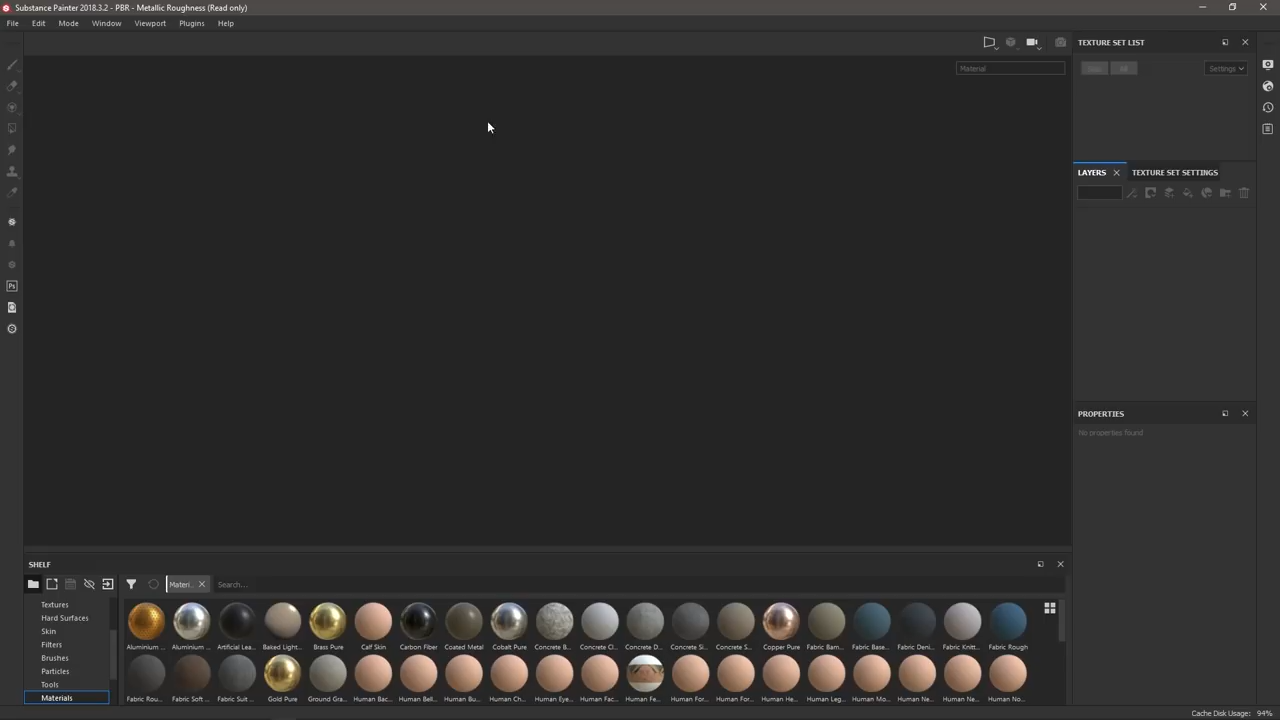 Substance Painter 2018.3.2 - PBR - Metallic Roughness (Read only)
File Edit Mode Window Viewport Plugins Help
TEXTURE SET LIST
Material
Settings
LAYERS TEXTURE SET SETTINGS
Ps
PROPERTIES
No properties found
SHELF
Materi... Search...
Textures
Hard Surfaces
Skin
Filters
Brushes
Particles
Tools
Materials
Aluminium ... Aluminium ... Artificial Lea... Baked Light... Brass Pure Calf Skin Carbon Fiber Coated Metal Cobalt Pure Concrete B... Concrete Cl... Concrete D... Concrete Si... Concrete S... Copper Pure Fabric Bam... Fabric Base... Fabric Deni... Fabric Knitt... Fabric Rough
Fabric Rou... Fabric Soft ... Fabric Suit ... Gold Pure Ground Gra... Human Bac... Human Bell... Human Bu... Human Ch... Human Eye... Human Fac... Human Fe... Human For... Human For... Human He... Human Leg... Human Mo... Human Ne... Human Ne... Human No...
Cache Disk Usage: 94%